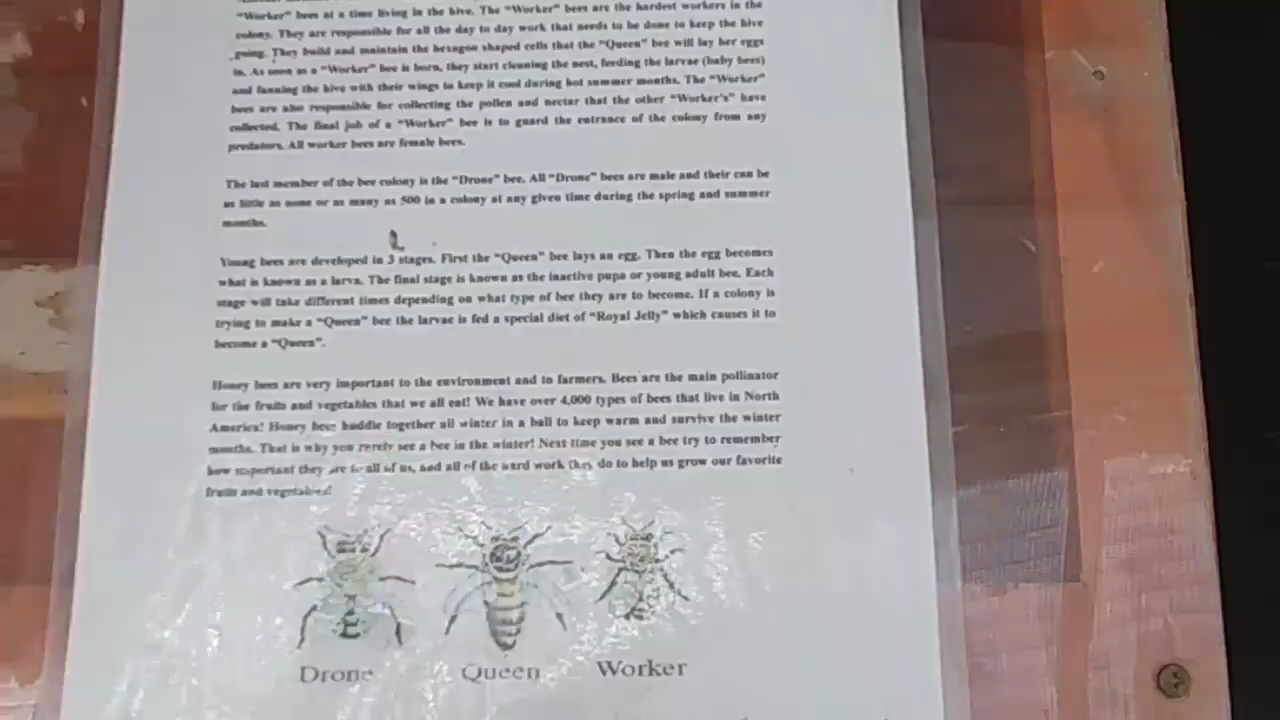 "Worker" bees at a time living in the hive. The "Worker" bees are the hardest workers in the
colony. They are responsible for all the day to day work that needs to be done to keep the hive
going. They build and maintain the hexagon shaped cells that the "Queen" bee will lay her eggs
in. As soon as a "Worker" bee is born, they start cleaning the nest, feeding the larvae (baby bees)
and fanning the hive with their wings to keep it cool during hot summer months. The "Worker"
bees are also responsible for collecting the pollen and nectar that the other "Worker's" have
collected. The final job of a "Worker" bee is to guard the entrance of the colony from any
predators. All worker bees are female bees.
The last member of the bee colony is the "Drone" bee. All "Drone" bees are male and their can be
as little as none or as many as 500 in a colony at any given time during the spring and summer
months.
Young bees are developed in 3 stages. First the "Queen" bee lays an egg. Then the egg becomes
what is known as a larva. The final stage is known as the inactive pupa or young adult bee. Each
stage will take different times depending on what type of bee they are to become. If a colony is
trying to make a "Queen" bee the larvae is fed a special diet of "Royal Jelly" which causes it to
become a "Queen".
Honey bees are very important to the environment and to farmers. Bees are the main pollinator
for the fruits and vegetables that we all eat! We have over 4,000 types of bees that live in North
America! Honey bees huddle together all winter in a ball to keep warm and survive the winter
months. That is why you rarely see a bee in the winter! Next time you see a bee try to remember
how important they are to all of us, and all of the hard work they do to help us grow our favorite
fruits and vegetables!
Drone Queen Worker